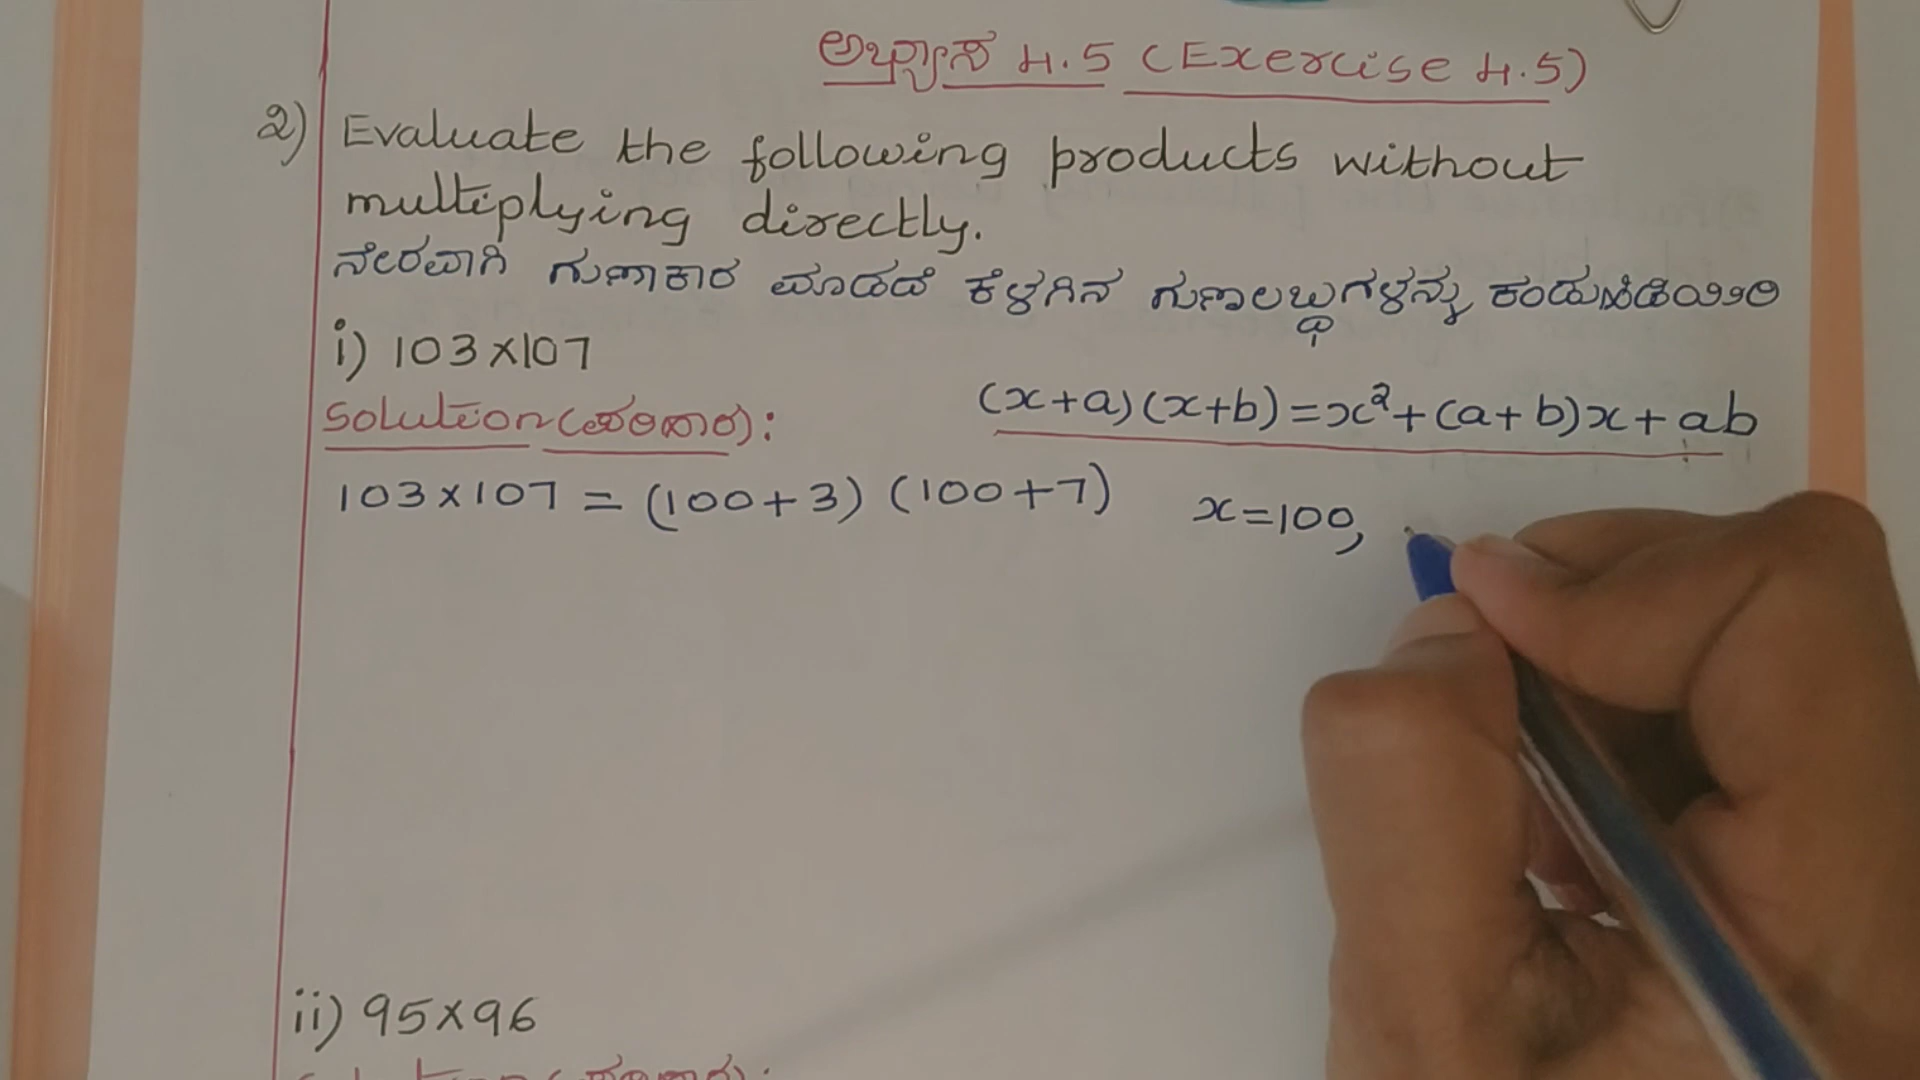 ಅಭ್ಯಾಸ 4.5 (Exercise 4.5)
2) Evaluate the following products without
multiplying directly.
ನೇರವಾಗಿ ಗುಣಾಕಾರ ಮಾಡದೆ ಕೆಳಗಿನ ಗುಣಲಬ್ಧಗಳನ್ನು ಕಂಡುಹಿಡಿಯಿರಿ
i) 103×107
Solution (ಪರಿಹಾರ):
(x+a)(x+b)=x²+(a+b)x+ab
103×107 = (100+3) (100+7) x=100,
ii) 95×96